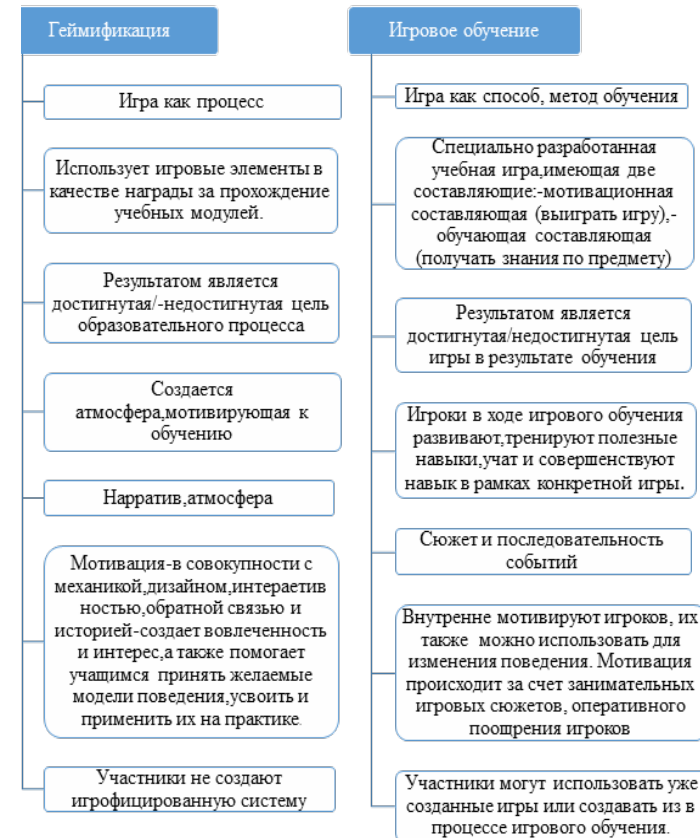 Геймификация
Игра как процесс
Использует игровые элементы в
качестве награды за прохождение
учебных модулей.
Результатом является
достигнутая/-недостигнутая цель
образовательного процесса
Создается
атмосфера,мотивирующая к
обучению
Нарратив,атмосфера
Мотивация-в совокупности с
механикой,дизайном,интераетив
ностью,обратной связью и
историей-создает вовлеченность
и интерес,а также помогает
учащимся принять желаемые
модели поведения,усвоить и
применить их на практике.
Участники не создают
игрофицированную систему
Игровое обучение
Игра как способ, метод обучения
Специально разработанная
учебная игра,имеющая две
составляющие:-мотивационная
составляющая (выиграть игру),-
обучающая составляющая
(получать знания по предмету)
Результатом является
достигнутая/недостигнутая цель
игры в результате обучения
Игроки в ходе игрового обучения
развивают,тренируют полезные
навыки,учат и совершенствуют
навык в рамках конкретной игры.
Сюжет и последовательность
событий
Внутренне мотивируют игроков, их
также можно использовать для
изменения поведения. Мотивация
происходит за счет занимательных
игровых сюжетов, оперативного
поощрения игроков
Участники могут использовать уже
созданные игры или создавать из в
процессе игрового обучения.